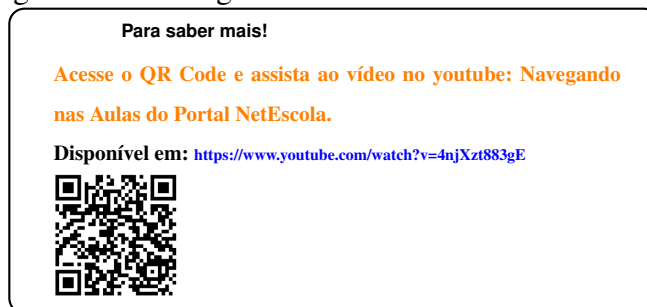 Para saber mais!
Acesse o QR Code e assista ao vídeo no youtube: Navegando
nas Aulas do Portal NetEscola.
Disponível em: https://www.youtube.com/watch?v=4njXzt883gE